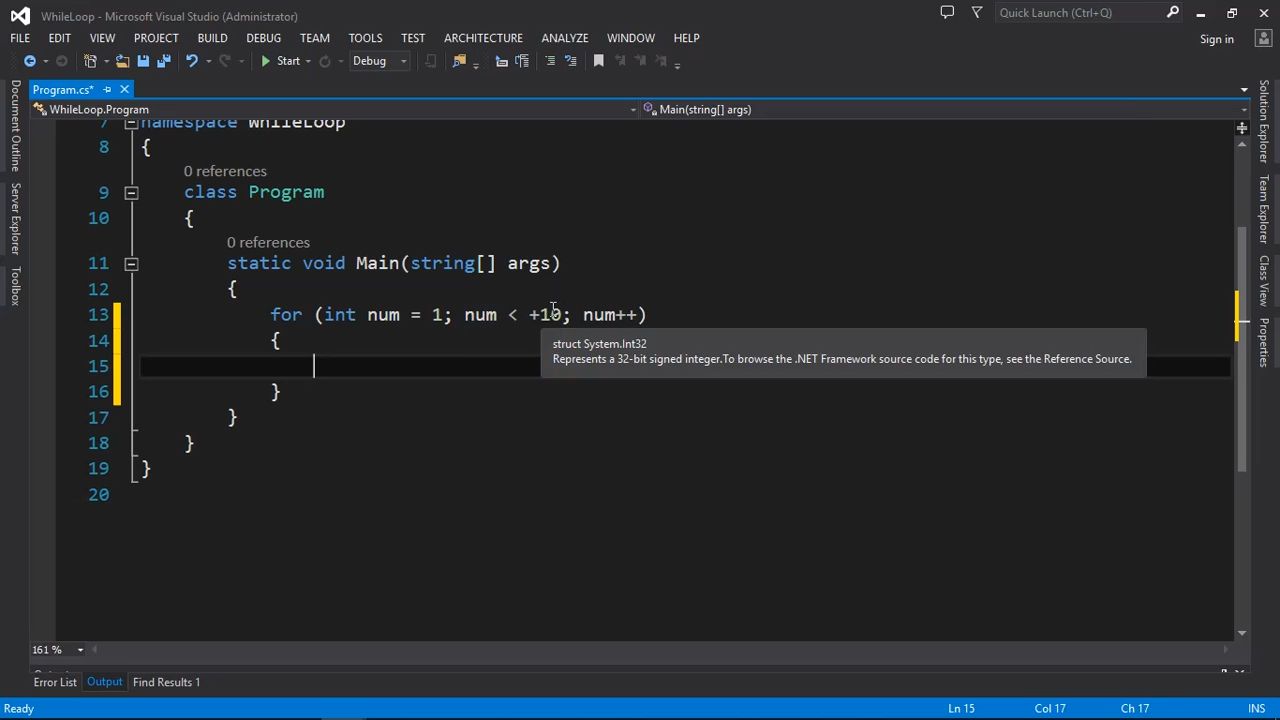 WhileLoop - Microsoft Visual Studio (Administrator)
Quick Launch (Ctrl+Q)
FILE EDIT VIEW PROJECT BUILD DEBUG TEAM TOOLS TEST ARCHITECTURE ANALYZE WINDOW HELP
Sign in
Start Debug
Program.cs*
WhileLoop.Program Main(string[] args)
Document Outline
Server Explorer
Toolbox
Solution Explorer
Team Explorer
Class View
Properties
7 namespace WhileLoop
8 {
0 references
9 class Program
10 {
0 references
11 static void Main(string[] args)
12 {
13 for (int num = 1; num < +10; num++)
14 {
struct System.Int32
Represents a 32-bit signed integer.To browse the .NET Framework source code for this type, see the Reference Source.
15
16 }
17 }
18 }
19 }
20
161 %
Error List Output Find Results 1
Ready Ln 15 Col 17 Ch 17 INS